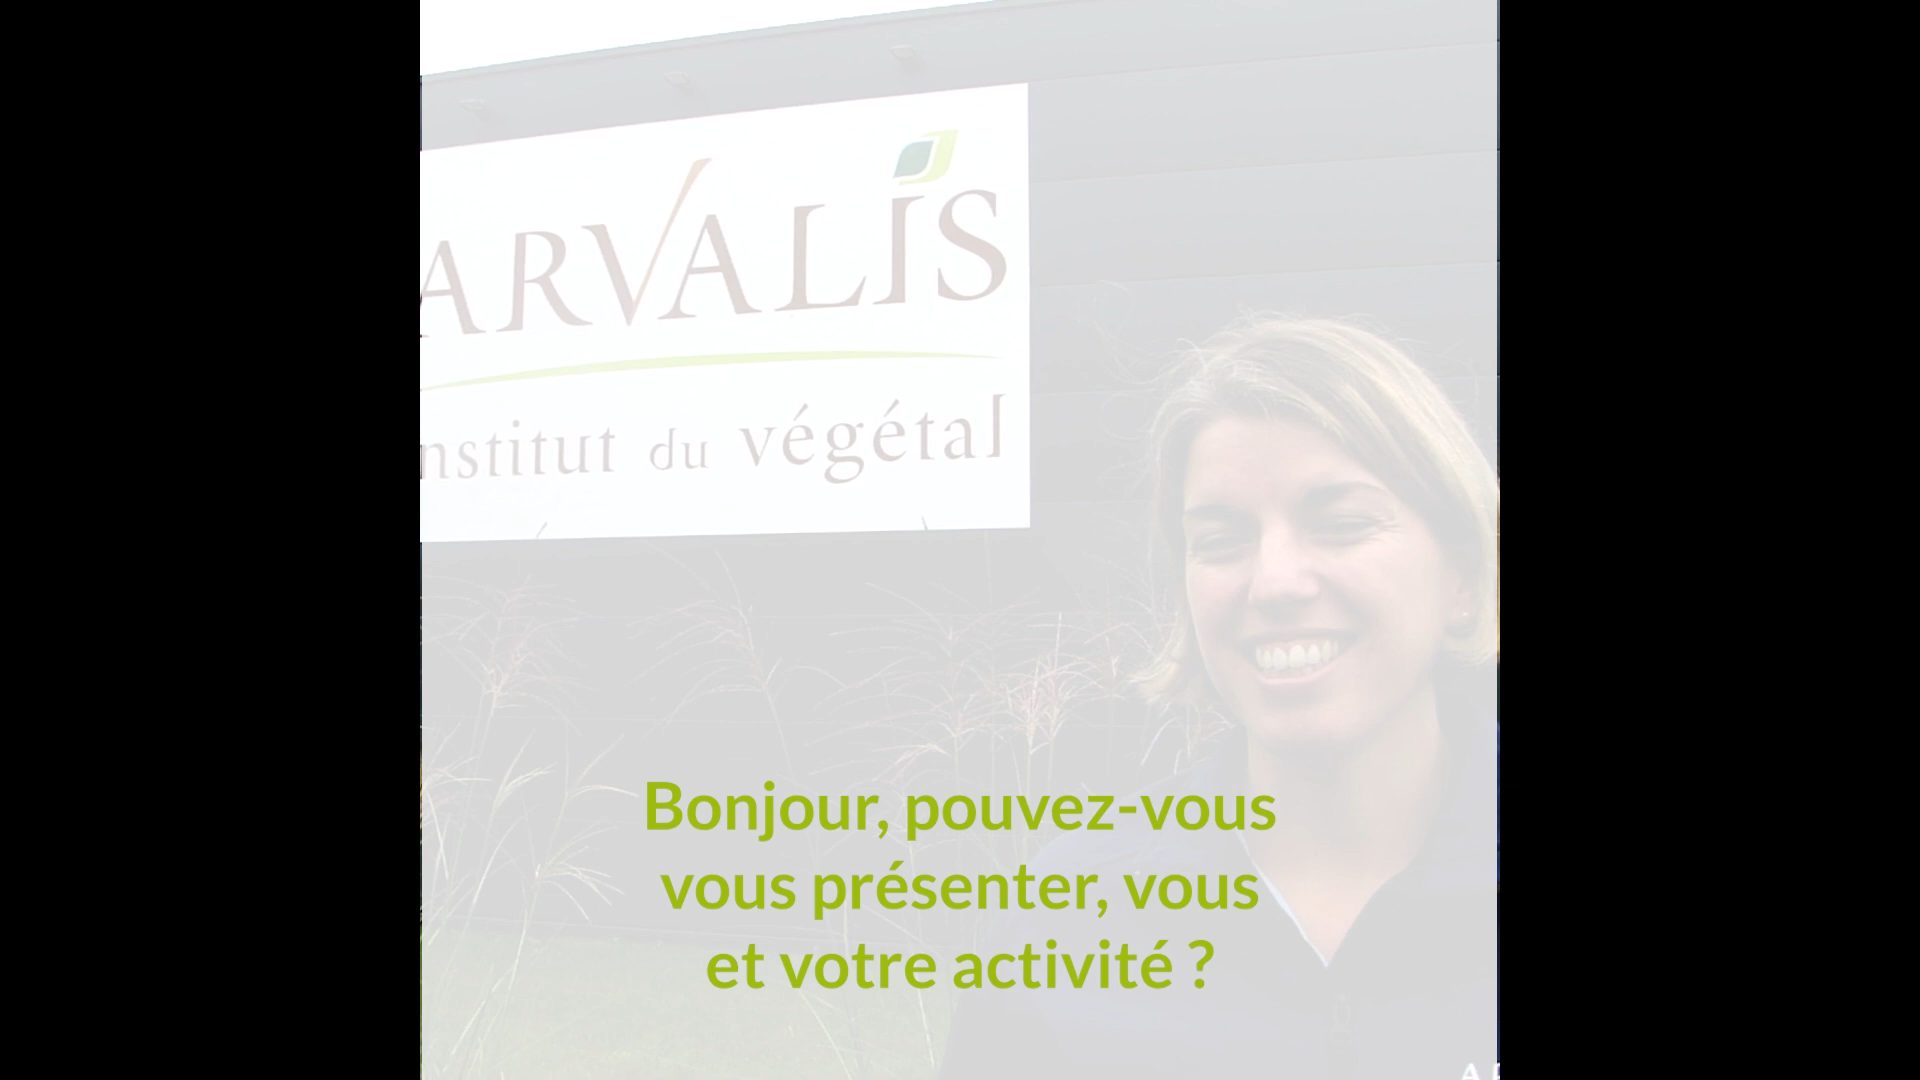 ARVALIS
nstitut du végétal
Bonjour, pouvez-vous
vous présenter, vous
et votre activité ?